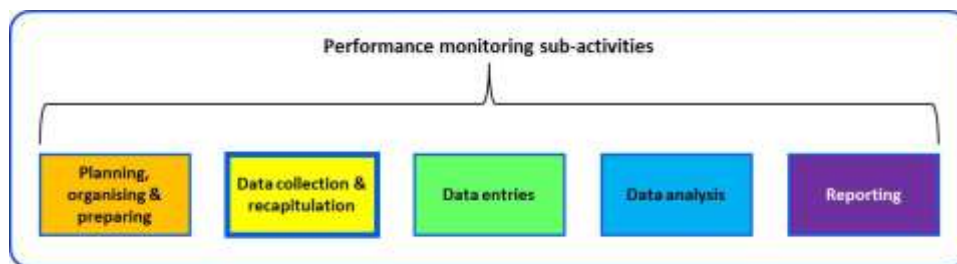 Performance monitoring sub-activities
Planning,
organising &
preparing
Data collection &
recapitulation
Data entries
Data analysis
Reporting